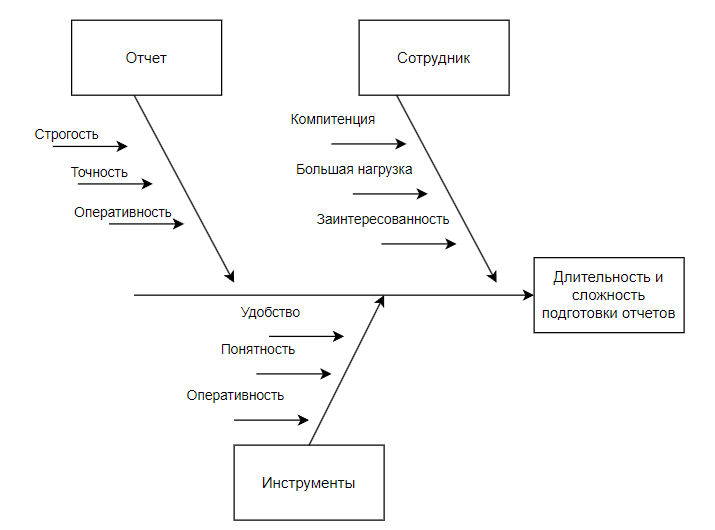 Отчет
Сотрудник
Компитенция
Строгость
Большая нагрузка
Точность
Оперативность
Заинтересованность
Длительность и
сложность
подготовки отчетов
Удобство
Понятность
Оперативность
Инструменты